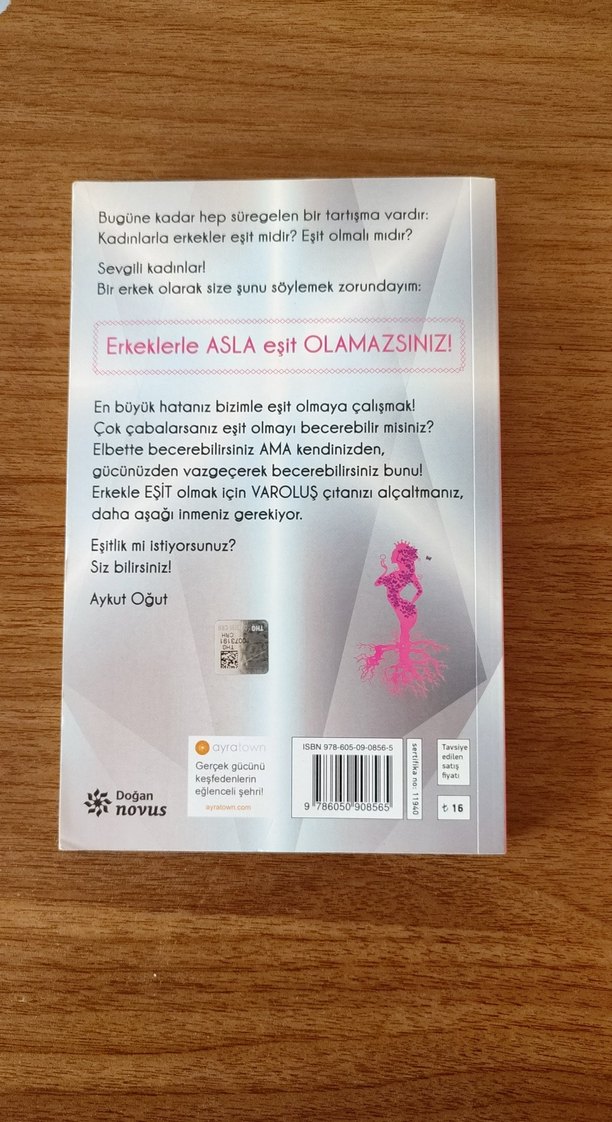 Bugüne kadar hep süregelen bir tartışma vardır:
Kadınlarla erkekler eşit midir? Eşit olmalı mıdır?
Sevgili kadınlar!
Bir erkek olarak size şunu söylemek zorundayım:
Erkeklerle ASLA eşit OLAMAZSINIZ!
En büyük hatanız bizimle eşit olmaya çalışmak!
Çok çabalarsanız eşit olmayı becerebilir misiniz?
Elbette becerebilirsiniz AMA kendinizden,
gücünüzden vazgeçerek becerebilirsiniz bunu!
Erkekle EŞİT olmak için VAROLUŞ çıtanızı alçaltmanız,
daha aşağı inmeniz gerekiyor.
Eşitlik mi istiyorsunuz?
Siz bilirsiniz!
Aykut Oğut
THG
CRH
THG
ayratown
Gerçek gücünü
keşfedenlerin
eğlenceli şehri!
ayratown.com
Doğan
novus
ISBN 978-605-09-0856-5
9 786050 908565
sertifika no: 11940
Tavsiye
edilen
satış
fiyatı
₺ 16